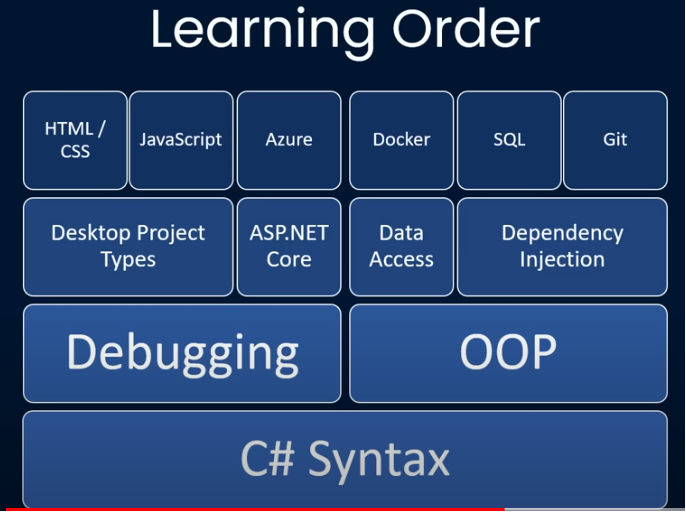 Learning Order
HTML /
CSS
JavaScript
Azure
Docker
SQL
Git
Desktop Project
Types
ASP.NET
Core
Data
Access
Dependency
Injection
Debugging
OOP
C# Syntax